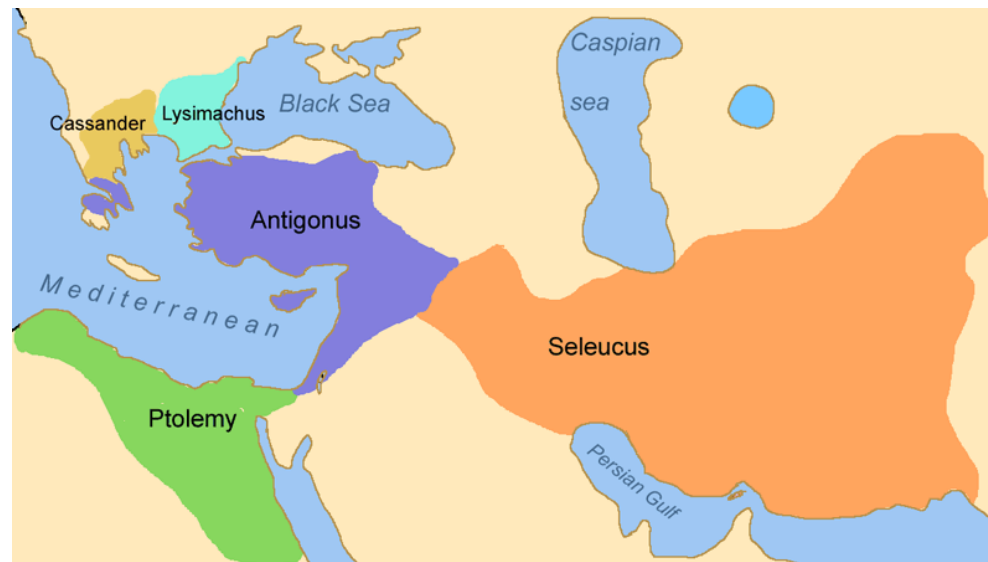 Caspian
sea
Black Sea
Cassander
Lysimachus
Antigonus
Mediterranean
Seleucus
Ptolemy
Persian Gulf